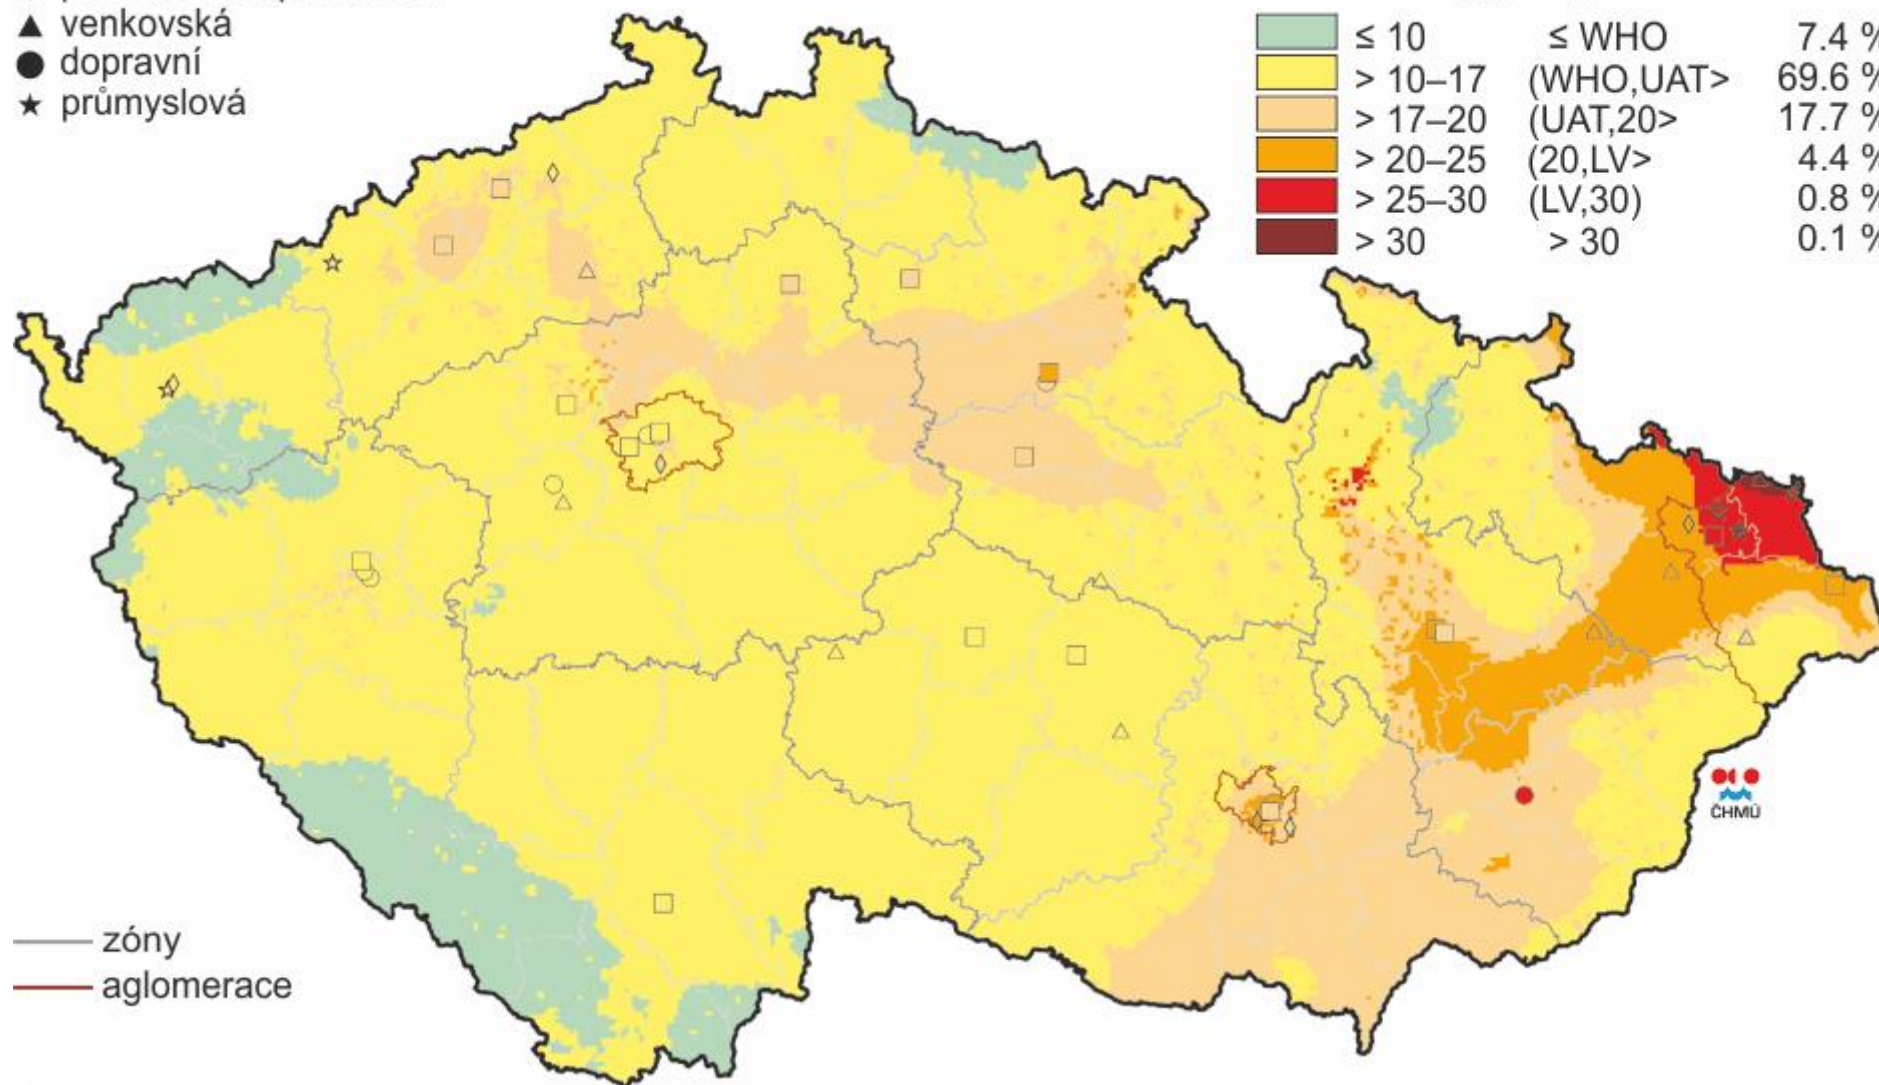 venkovská
dopravní
průmyslová
≤ 10 ≤ WHO 7.4 %
> 10–17 (WHO,UAT> 69.6 %
> 17–20 (UAT,20> 17.7 %
> 20–25 (20,LV> 4.4 %
> 25–30 (LV,30) 0.8 %
> 30 > 30 0.1 %
ČHMÚ
zóny
aglomerace